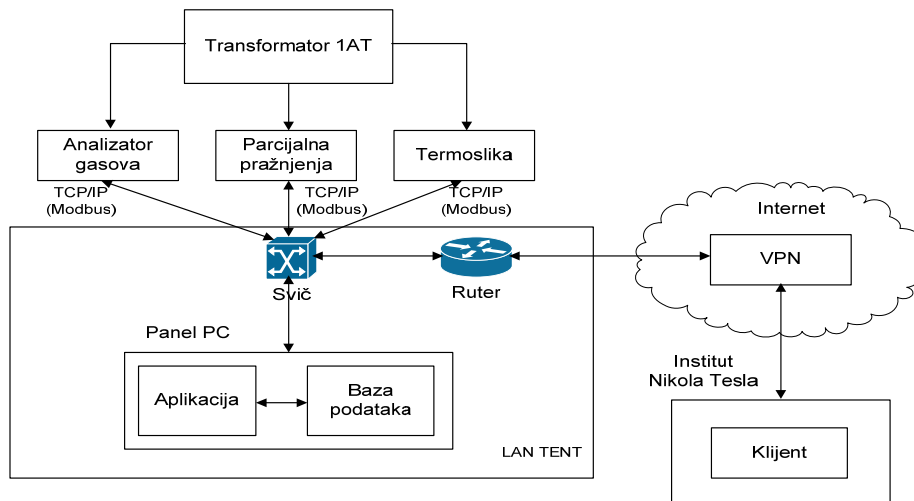 Transformator 1AT
Analizator
gasova
Parcijalna
pražnjenja
Termoslika
TCP/IP
(Modbus)
TCP/IP
(Modbus)
TCP/IP
(Modbus)
Internet
VPN
Svič
Ruter
Panel PC
Aplikacija
Baza
podataka
LAN TENT
Institut
Nikola Tesla
Klijent